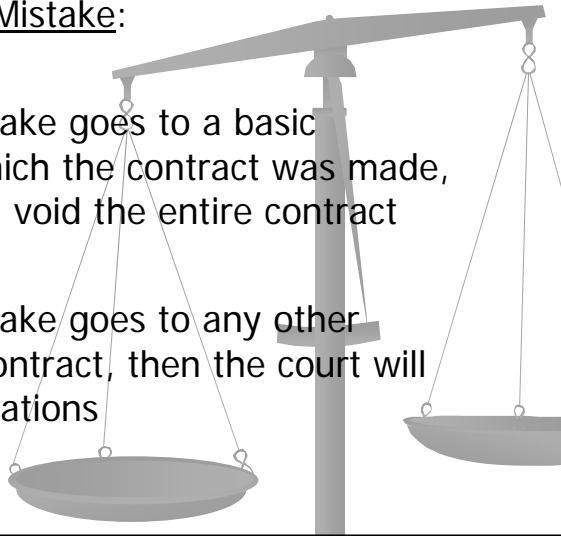 Mistake:
ake goes to a basic
hich the contract was made,
void the entire contract
ake goes to any other
ontract, then the court will
ations